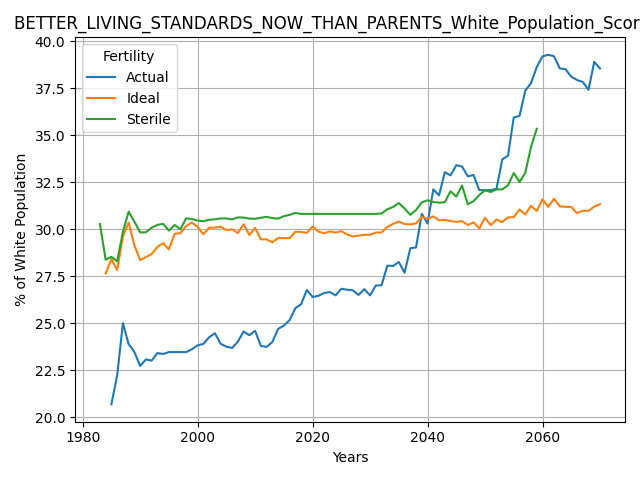 BETTER_LIVING_STANDARDS_NOW_THAN_PARENTS_White_Population_Scor
40.0
37.5
35.0
32.5
30.0
27.5
25.0
22.5
20.0
% of White Population
Fertility
Actual
Ideal
Sterile
1980 2000 2020 2040 2060
Years